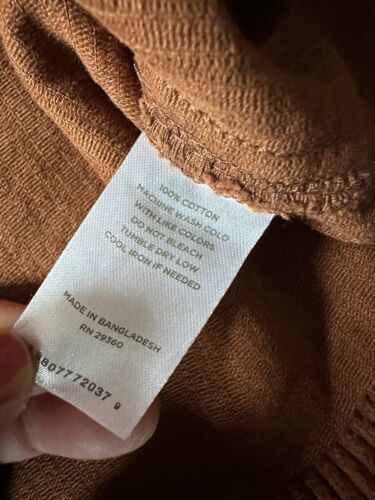 100% COTTON
MACHINE WASH COLD
WITH LIKE COLORS
DO NOT BLEACH
TUMBLE DRY LOW
COOL IRON IF NEEDED
MADE IN BANGLADESH
RN 29360
807772037 9